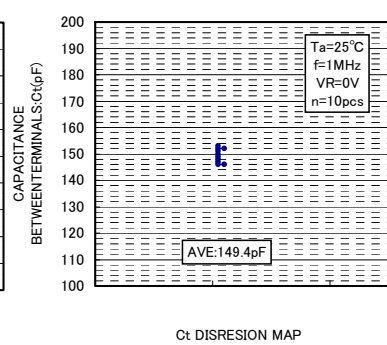 CAPACITANCE
BETWEENTERMINALS:Ct(pF)
200
190
180
170
160
150
140
130
120
110
100
Ta=25℃
f=1MHz
VR=0V
n=10pcs
AVE:149.4pF
Ct DISRESION MAP